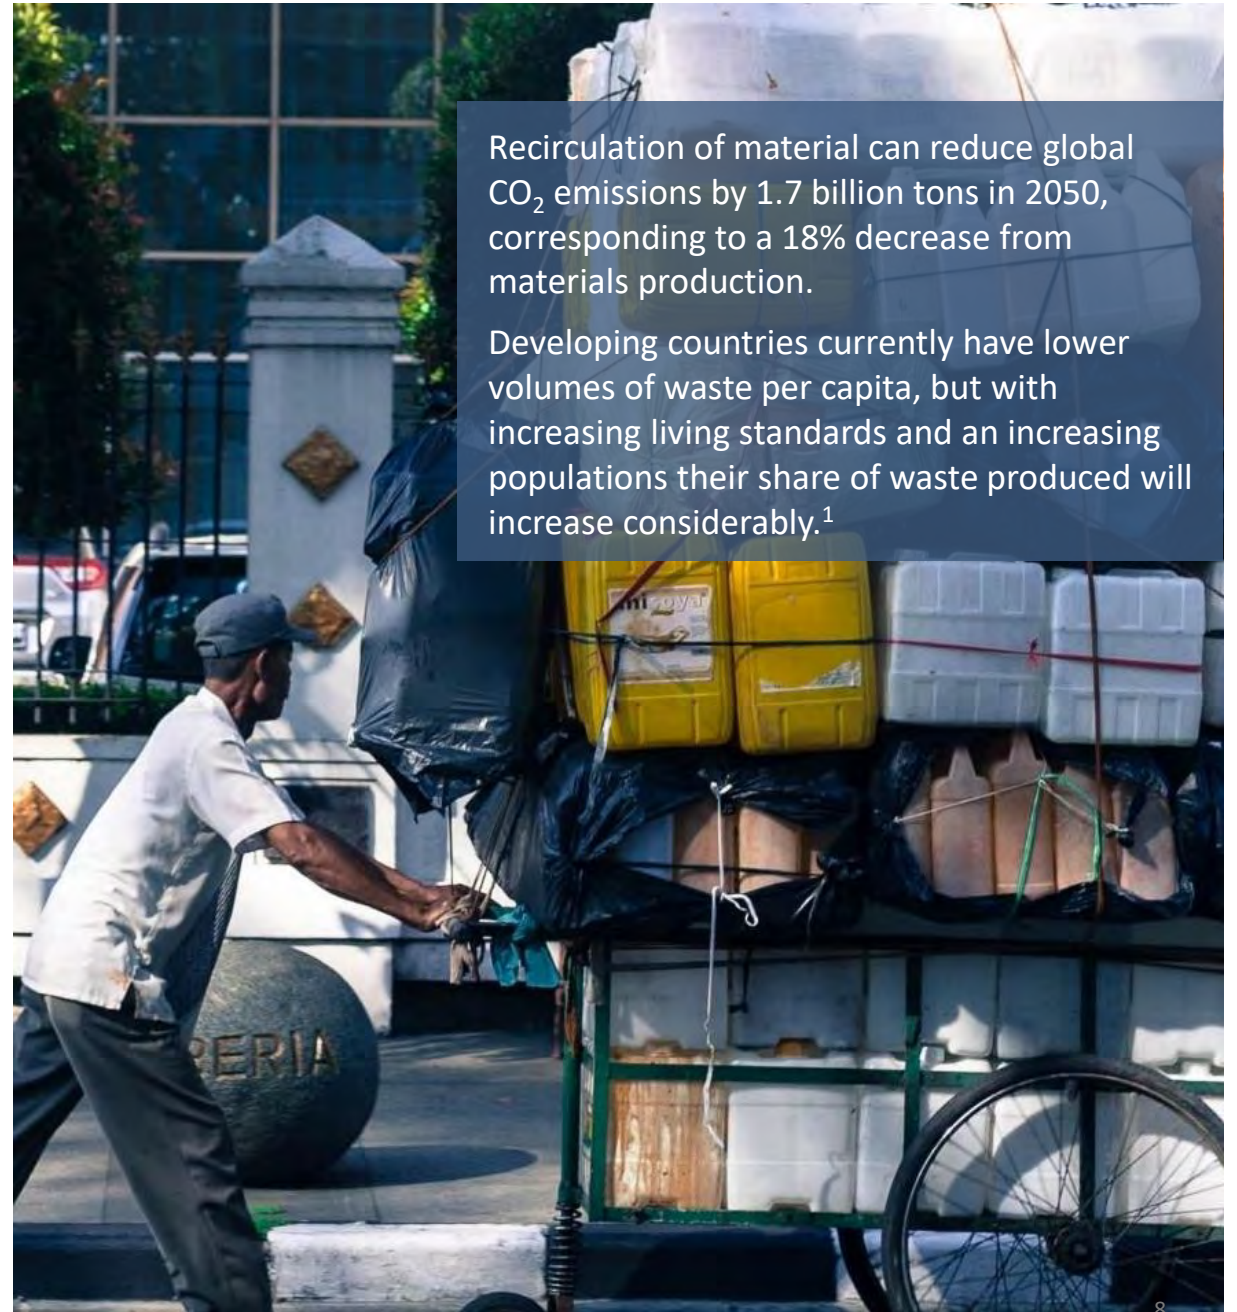 Recirculation of material can reduce global
CO₂ emissions by 1.7 billion tons in 2050,
corresponding to a 18% decrease from
materials production.
Developing countries currently have lower
volumes of waste per capita, but with
increasing living standards and an increasing
populations their share of waste produced will
increase considerably.¹
PERIA
8